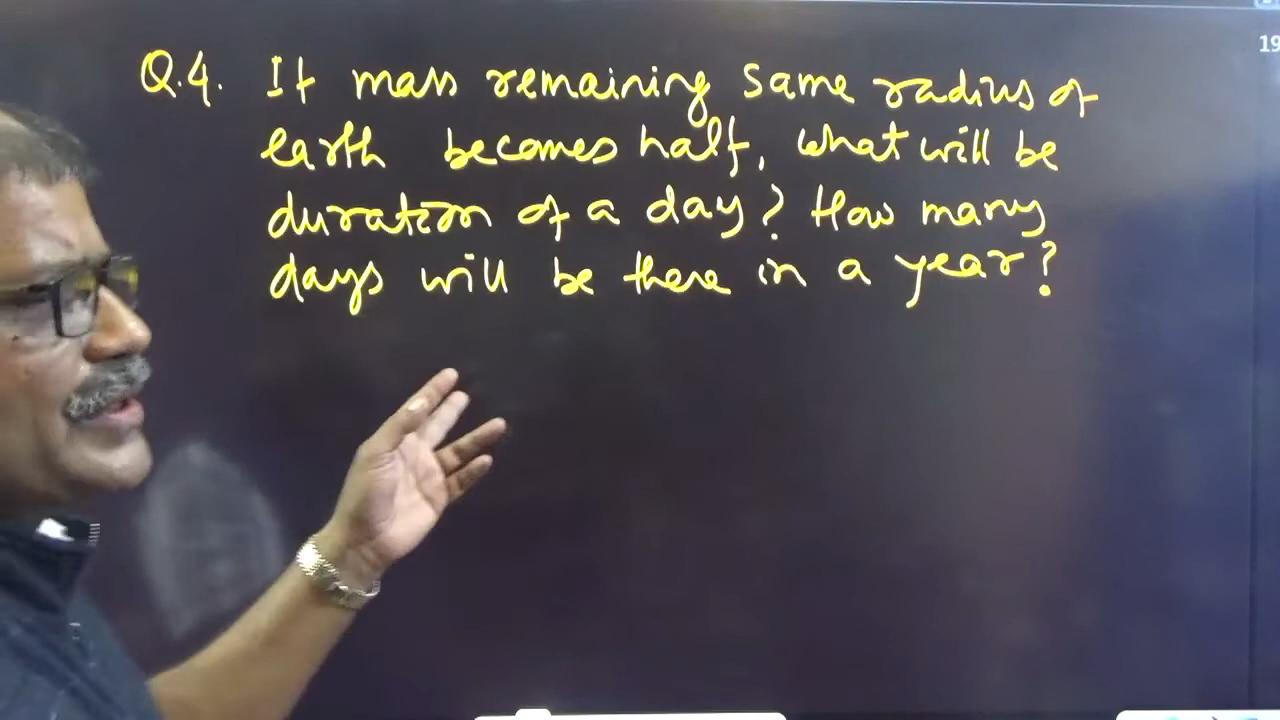 Q.4. If mass remaining same radius of
earth becomes half, what will be
duration of a day? How many
days will be there in a year?
19